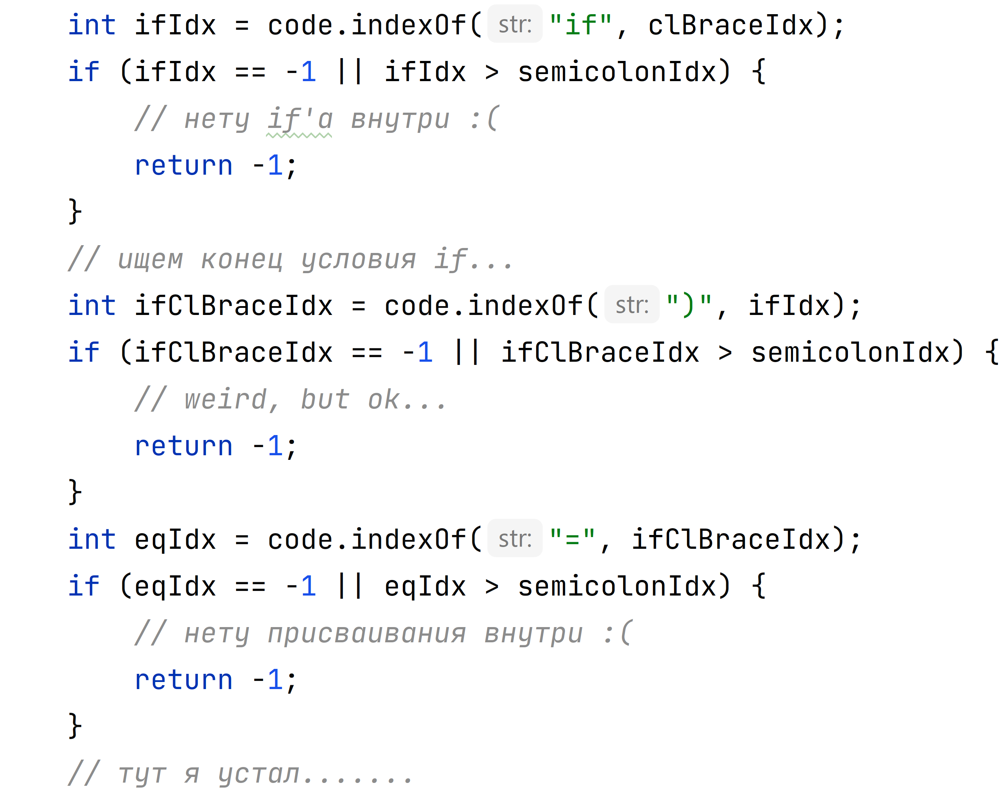 int ifIdx = code.indexOf( str: "if", clBraceIdx);
if (ifIdx == -1 || ifIdx > semicolonIdx) {
    // нету if'а внутри :(
    return -1;
}
// ищем конец условия if...
int ifClBraceIdx = code.indexOf( str: ")", ifIdx);
if (ifClBraceIdx == -1 || ifClBraceIdx > semicolonIdx) {
    // weird, but ok...
    return -1;
}
int eqIdx = code.indexOf( str: "=", ifClBraceIdx);
if (eqIdx == -1 || eqIdx > semicolonIdx) {
    // нету присваивания внутри :(
    return -1;
}
// тут я устал.......